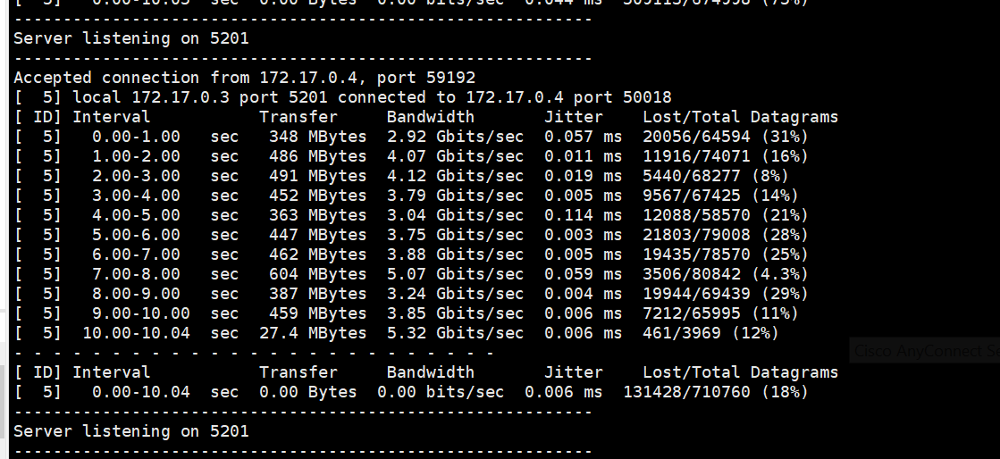 [  5]   0.00-10.05  sec  0.00 Bytes  0.00 bits/sec  0.044 ms  509115/674998 (75%)
-----------------------------------------------------------
Server listening on 5201
-----------------------------------------------------------
Accepted connection from 172.17.0.4, port 59192
[  5] local 172.17.0.3 port 5201 connected to 172.17.0.4 port 50018
[ ID] Interval           Transfer     Bandwidth       Jitter    Lost/Total Datagrams
[  5]   0.00-1.00   sec   348 MBytes  2.92 Gbits/sec  0.057 ms  20056/64594 (31%)
[  5]   1.00-2.00   sec   486 MBytes  4.07 Gbits/sec  0.011 ms  11916/74071 (16%)
[  5]   2.00-3.00   sec   491 MBytes  4.12 Gbits/sec  0.019 ms  5440/68277 (8%)
[  5]   3.00-4.00   sec   452 MBytes  3.79 Gbits/sec  0.005 ms  9567/67425 (14%)
[  5]   4.00-5.00   sec   363 MBytes  3.04 Gbits/sec  0.114 ms  12088/58570 (21%)
[  5]   5.00-6.00   sec   447 MBytes  3.75 Gbits/sec  0.003 ms  21803/79008 (28%)
[  5]   6.00-7.00   sec   462 MBytes  3.88 Gbits/sec  0.005 ms  19435/78570 (25%)
[  5]   7.00-8.00   sec   604 MBytes  5.07 Gbits/sec  0.059 ms  3506/80842 (4.3%)
[  5]   8.00-9.00   sec   387 MBytes  3.24 Gbits/sec  0.004 ms  19944/69439 (29%)
[  5]   9.00-10.00  sec   459 MBytes  3.85 Gbits/sec  0.006 ms  7212/65995 (11%)
[  5]  10.00-10.04  sec  27.4 MBytes  5.32 Gbits/sec  0.006 ms  461/3969 (12%)
Cisco AnyConnect Se
- - - - - - - - - - - - - - - - - - - - - - - - -
[ ID] Interval           Transfer     Bandwidth       Jitter    Lost/Total Datagrams
[  5]   0.00-10.04  sec  0.00 Bytes  0.00 bits/sec  0.006 ms  131428/710760 (18%)
-----------------------------------------------------------
Server listening on 5201
-----------------------------------------------------------